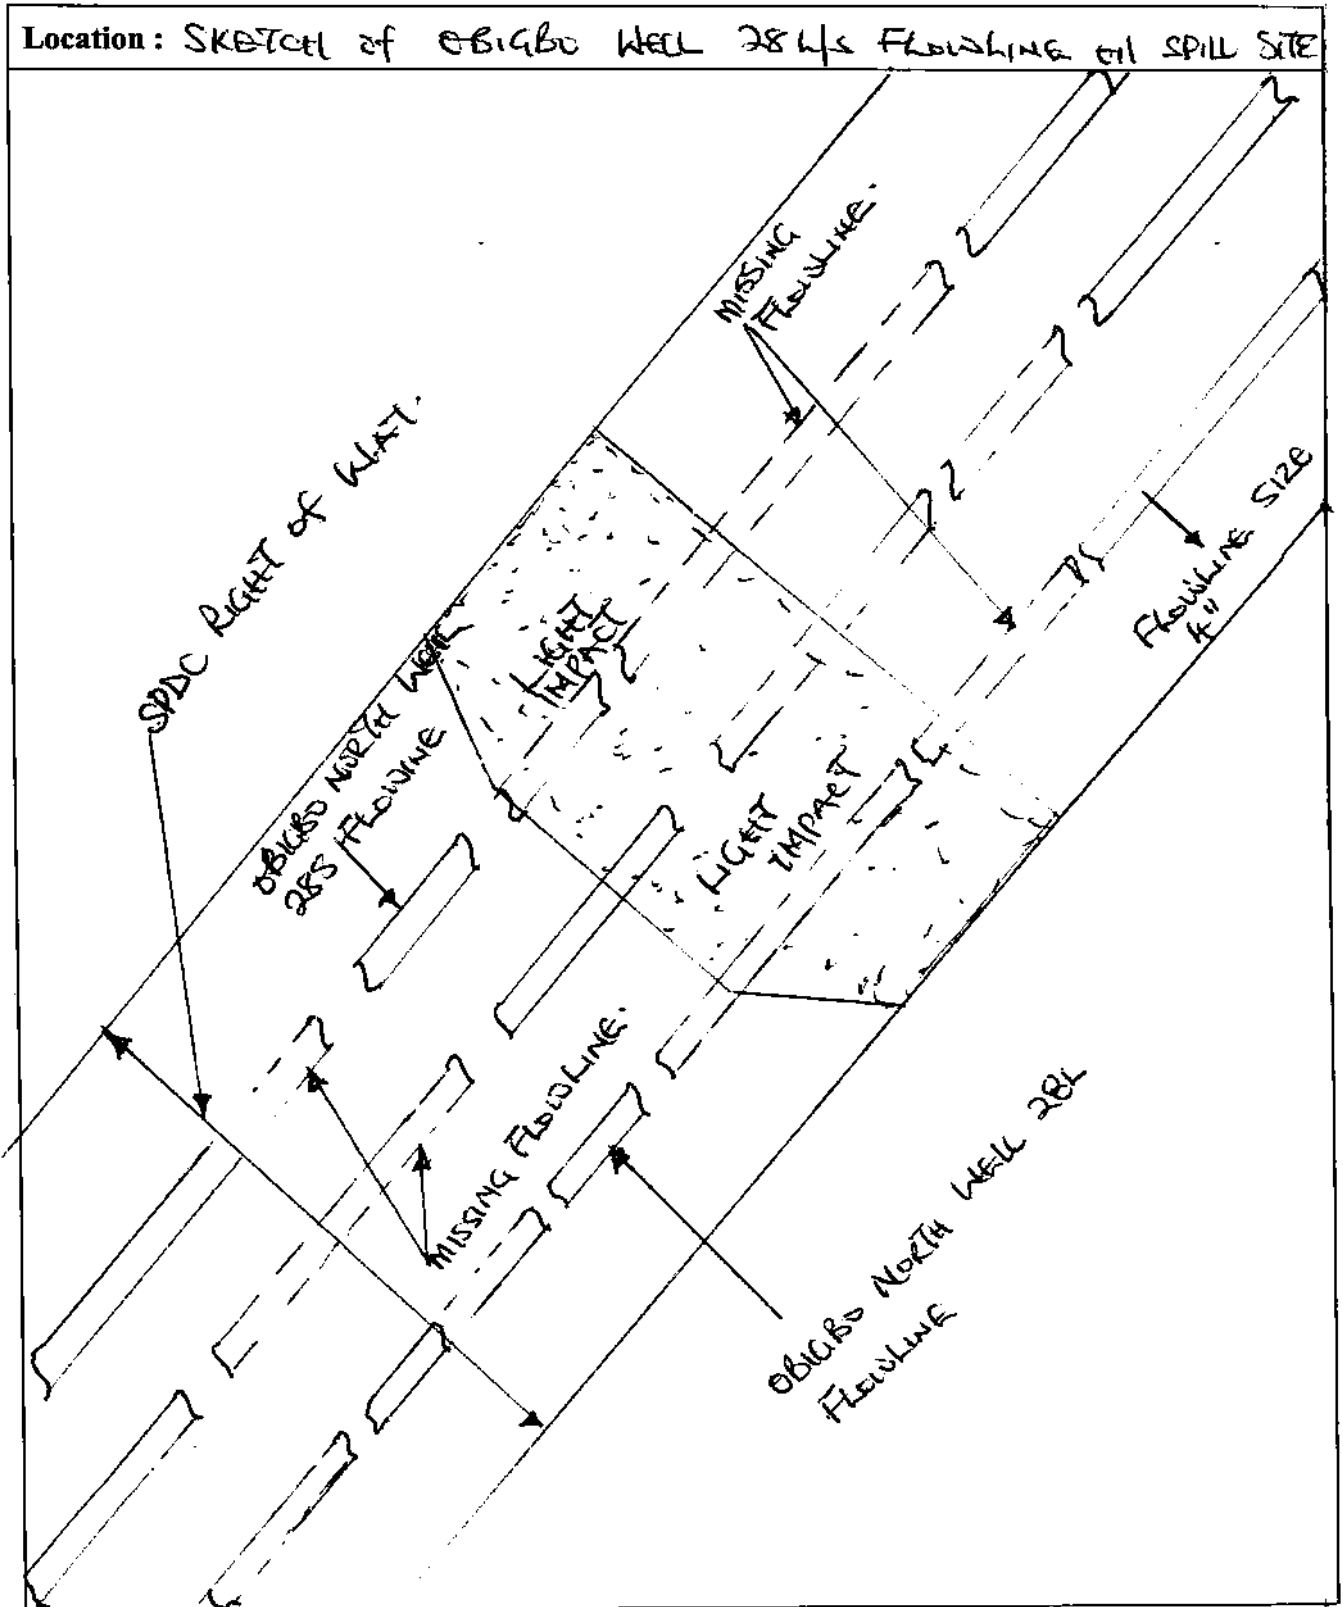 Location : SKETCH of OBIGBO WELL 28 L/S FLOWLINE oil SPILL SITE
MISSING
FLOWLINE.
SPDC RIGHT of WAY.
FLOWLINE SIZE
4"
LIGHT
IMPACT
OBIGBO NORTH WELL
28S FLOWLINE
LIGHT
IMPACT
MISSING FLOWLINE.
OBIGBO NORTH WELL 28L
FLOWLINE